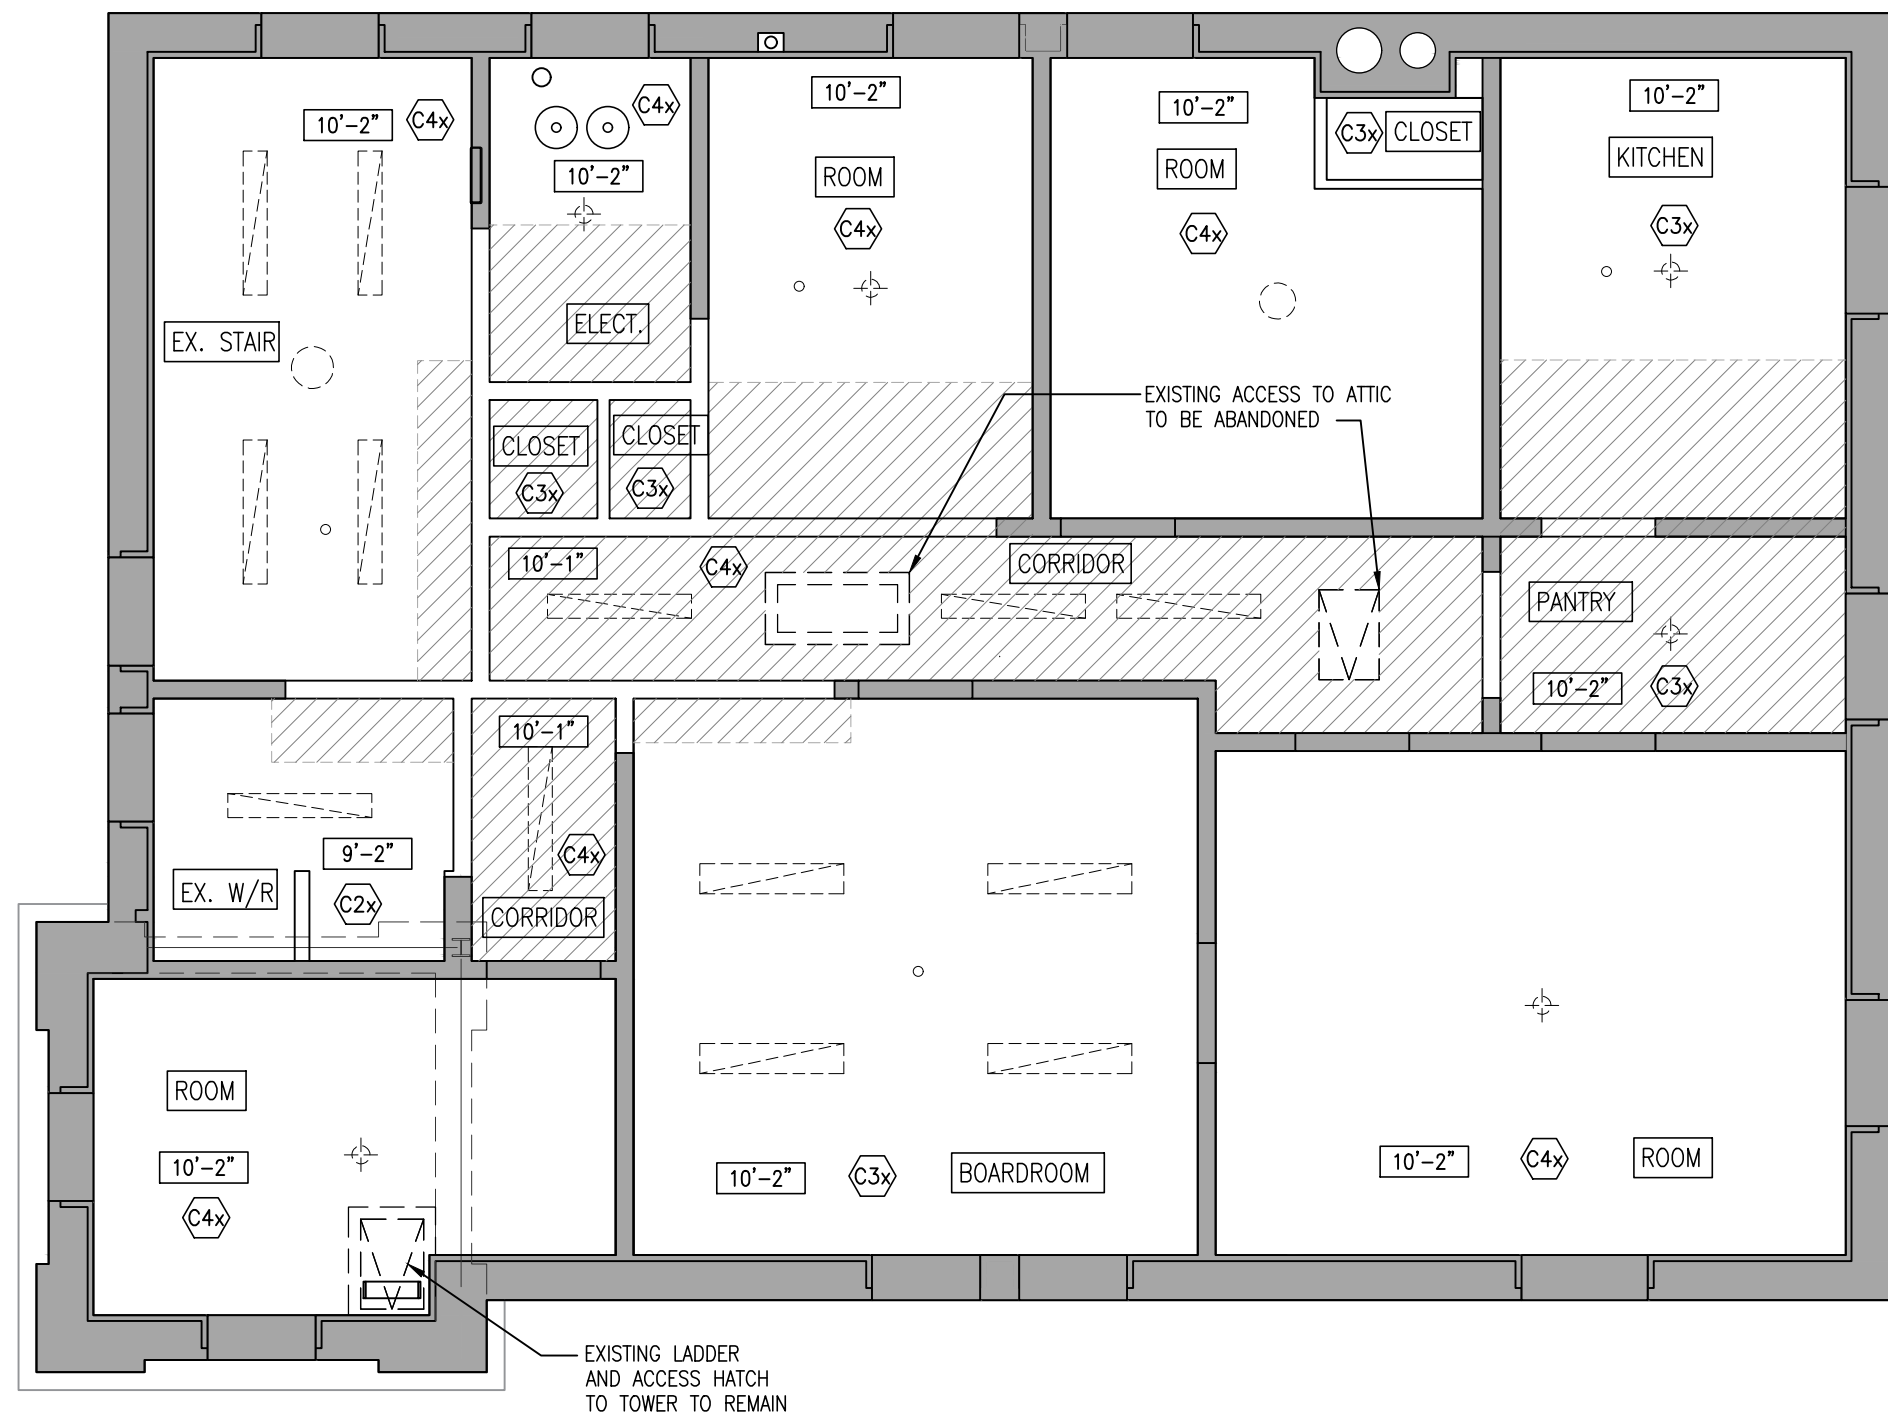 10'-2"
C4x
C4x
10'-2"
10'-2"
ROOM
C4x
10'-2"
ROOM
C4x
C3x
CLOSET
10'-2"
KITCHEN
C3x
EX. STAIR
ELECT.
CLOSET
C3x
CLOSET
C3x
EXISTING ACCESS TO ATTIC
TO BE ABANDONED
10'-1"
C4x
CORRIDOR
PANTRY
10'-2"
C3x
10'-1"
C4x
CORRIDOR
9'-2"
EX. W/R
C2x
ROOM
10'-2"
C4x
10'-2"
C3x
BOARDROOM
10'-2"
C4x
ROOM
EXISTING LADDER
AND ACCESS HATCH
TO TOWER TO REMAIN